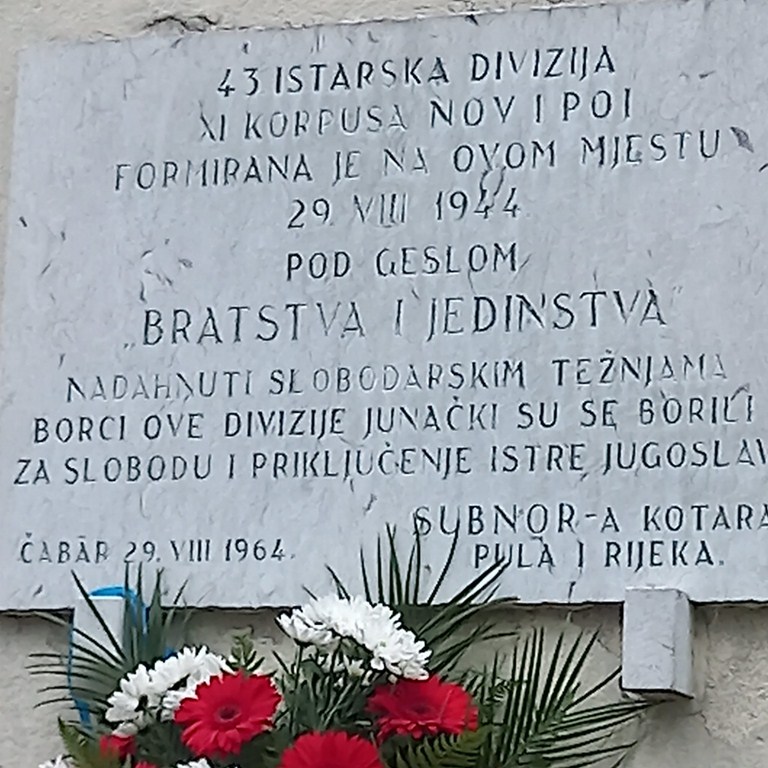 43 ISTARSKA DIVIZIJA
XI KORPUSA NOV I POJ
FORMIRANA JE NA OVOM MJESTU
29. VIII 1944
POD GESLOM
„BRATSTVA I JEDINSTVA"
NADAHNUTI SLOBODARSKIM TEŽNJAMA
BORCI OVE DIVIZIJE JUNAČKI SU SE BORILI
ZA SLOBODU I PRIKLJUČENJE ISTRE JUGOSLAV
SUBNOR-A KOTARA
ČABAR 29. VIII 1964. PULA I RIJEKA.